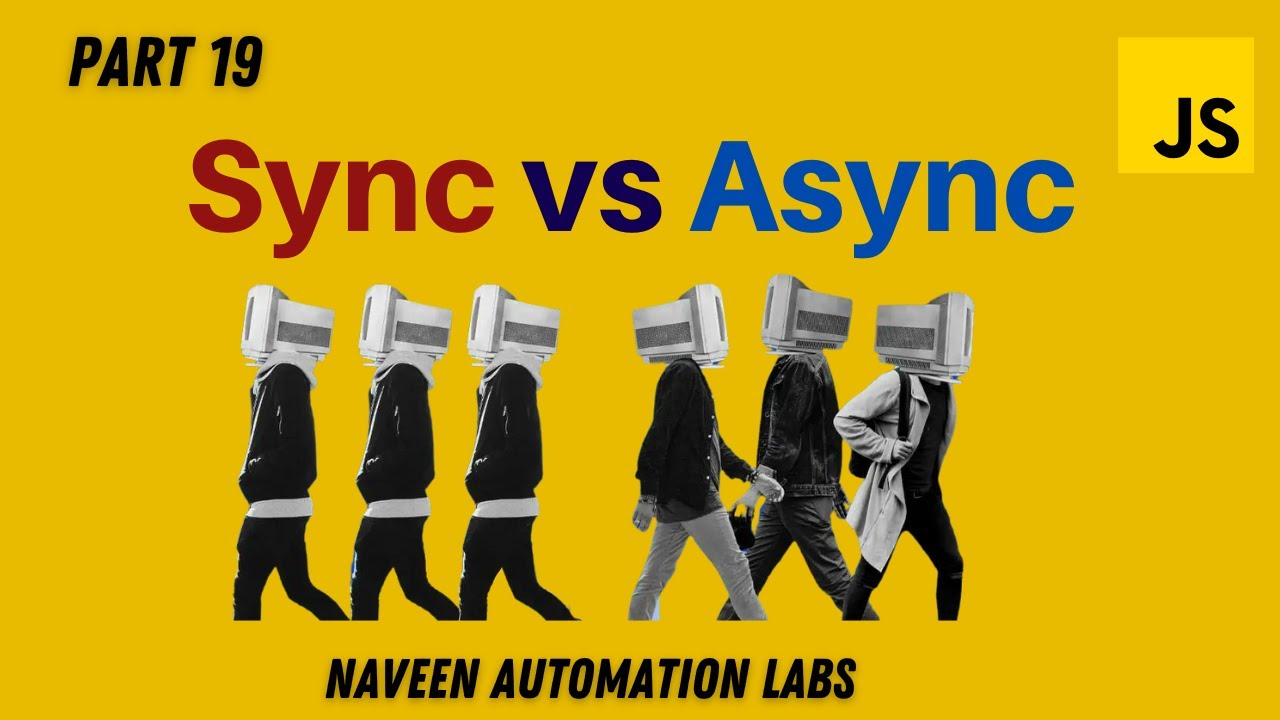 PART 19
JS
Sync vs Async
NAVEEN AUTOMATION LABS